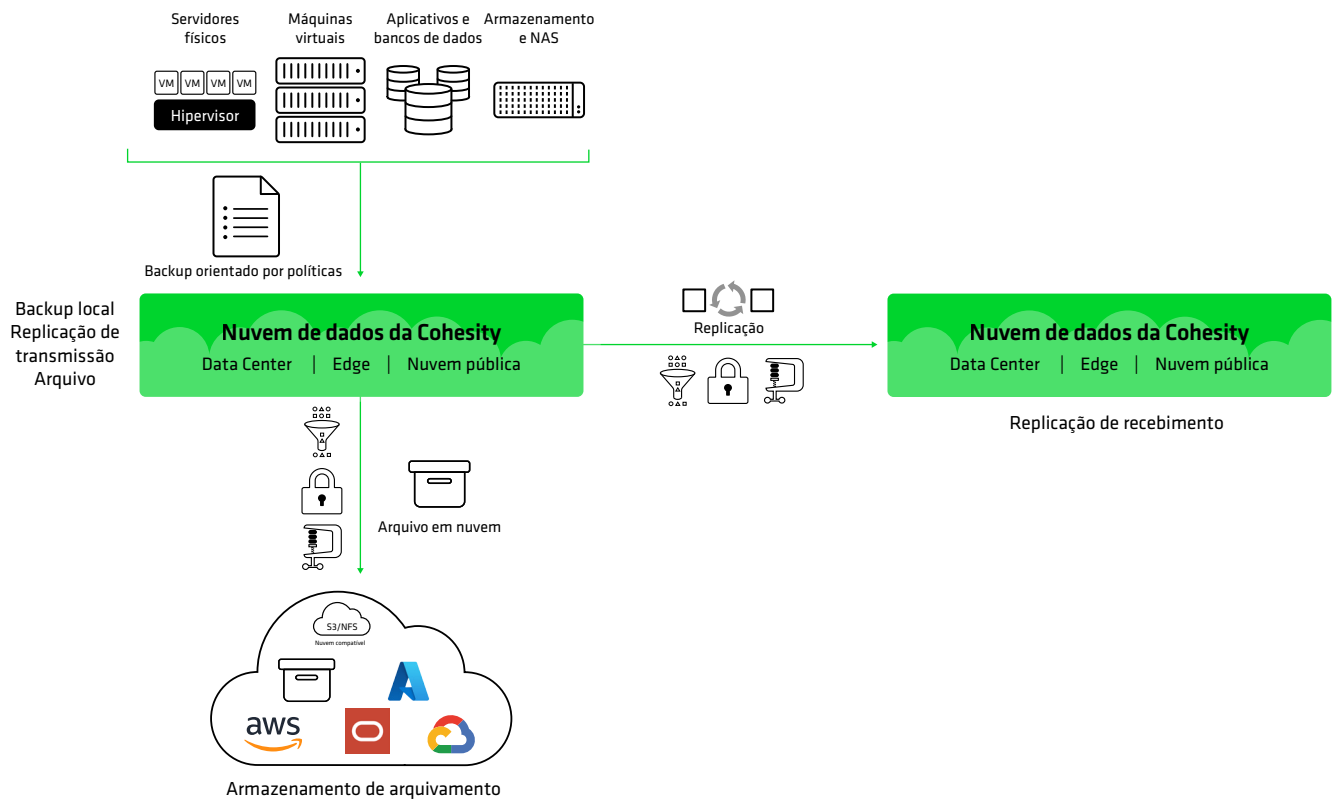 Servidores
físicos
Máquinas
virtuais
Aplicativos e
bancos de dados
Armazenamento
e NAS
VM VM VM VM
Hipervisor
Backup orientado por políticas
Backup local
Replicação de
transmissão
Arquivo
Nuvem de dados da Cohesity
Data Center | Edge | Nuvem pública
Replicação
Nuvem de dados da Cohesity
Data Center | Edge | Nuvem pública
Replicação de recebimento
Arquivo em nuvem
S3/NFS
Nuvem compatível
aws
Armazenamento de arquivamento